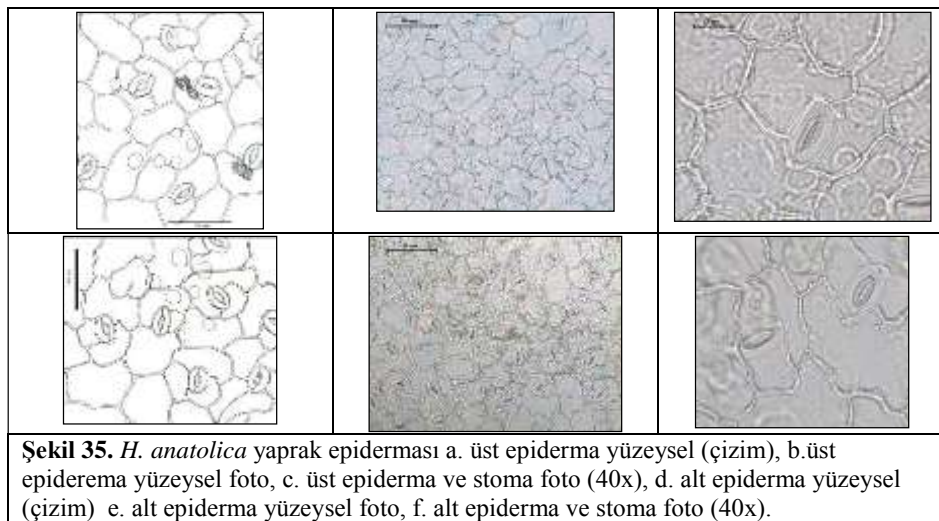 Şekil 35. H. anatolica yaprak epiderması a. üst epiderma yüzeysel (çizim), b.üst
epiderema yüzeysel foto, c. üst epiderma ve stoma foto (40x), d. alt epiderma yüzeysel
(çizim) e. alt epiderma yüzeysel foto, f. alt epiderma ve stoma foto (40x).